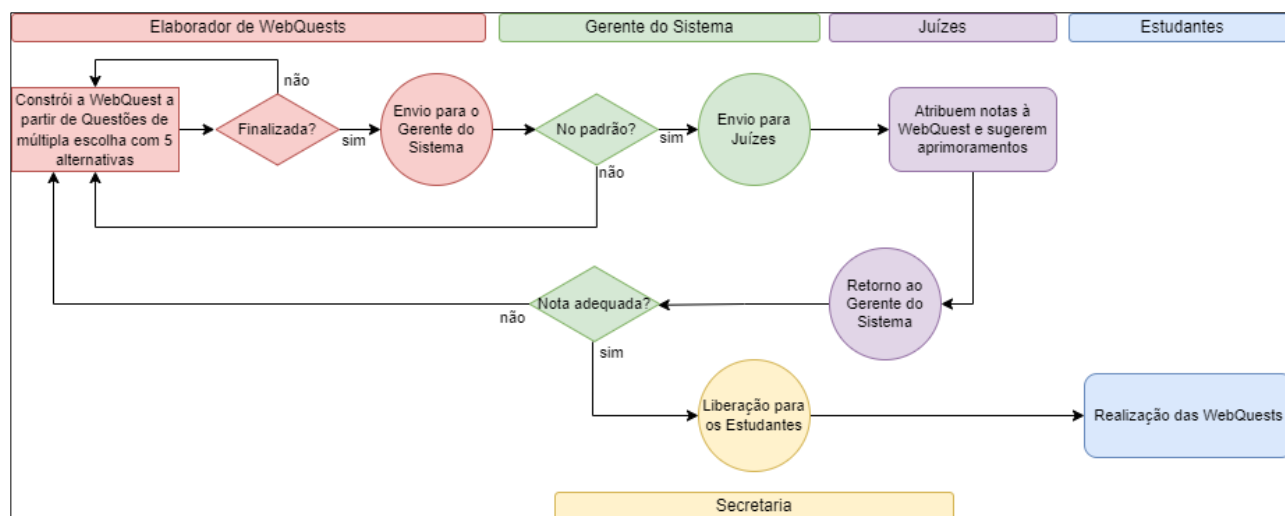 Elaborador de WebQuests
Gerente do Sistema
Juízes
Estudantes
não
Constrói a WebQuest a
partir de Questões de
múltipla escolha com 5
alternativas
Finalizada?
sim
Envio para o
Gerente do
Sistema
No padrão?
sim
não
Envio para
Juízes
Atribuem notas à
WebQuest e sugerem
aprimoramentos
Nota adequada?
não
sim
Retorno ao
Gerente do
Sistema
Liberação para
os Estudantes
Realização das WebQuests
Secretaria